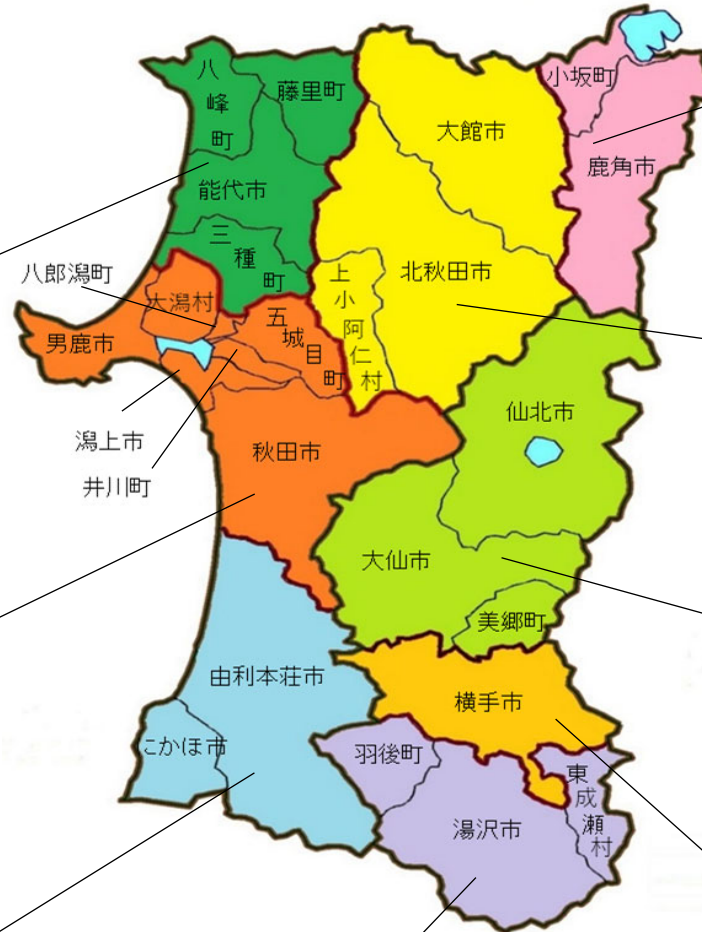 八峰町
藤里町
小坂町
大館市
鹿角市
能代市
三種町
八郎潟町
大潟村
上小阿仁村
北秋田市
男鹿市
五城目町
潟上市
井川町
秋田市
仙北市
大仙市
美郷町
由利本荘市
横手市
にかほ市
羽後町
東成瀬村
湯沢市